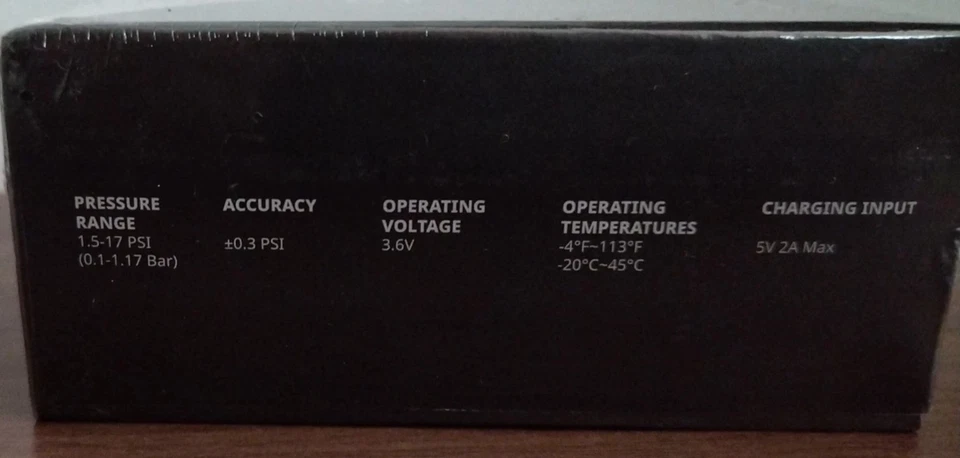 PRESSURE
RANGE
1.5-17 PSI
(0.1-1.17 Bar)
ACCURACY
±0.3 PSI
OPERATING
VOLTAGE
3.6V
OPERATING
TEMPERATURES
-4°F~113°F
-20°C~45°C
CHARGING INPUT
5V 2A Max